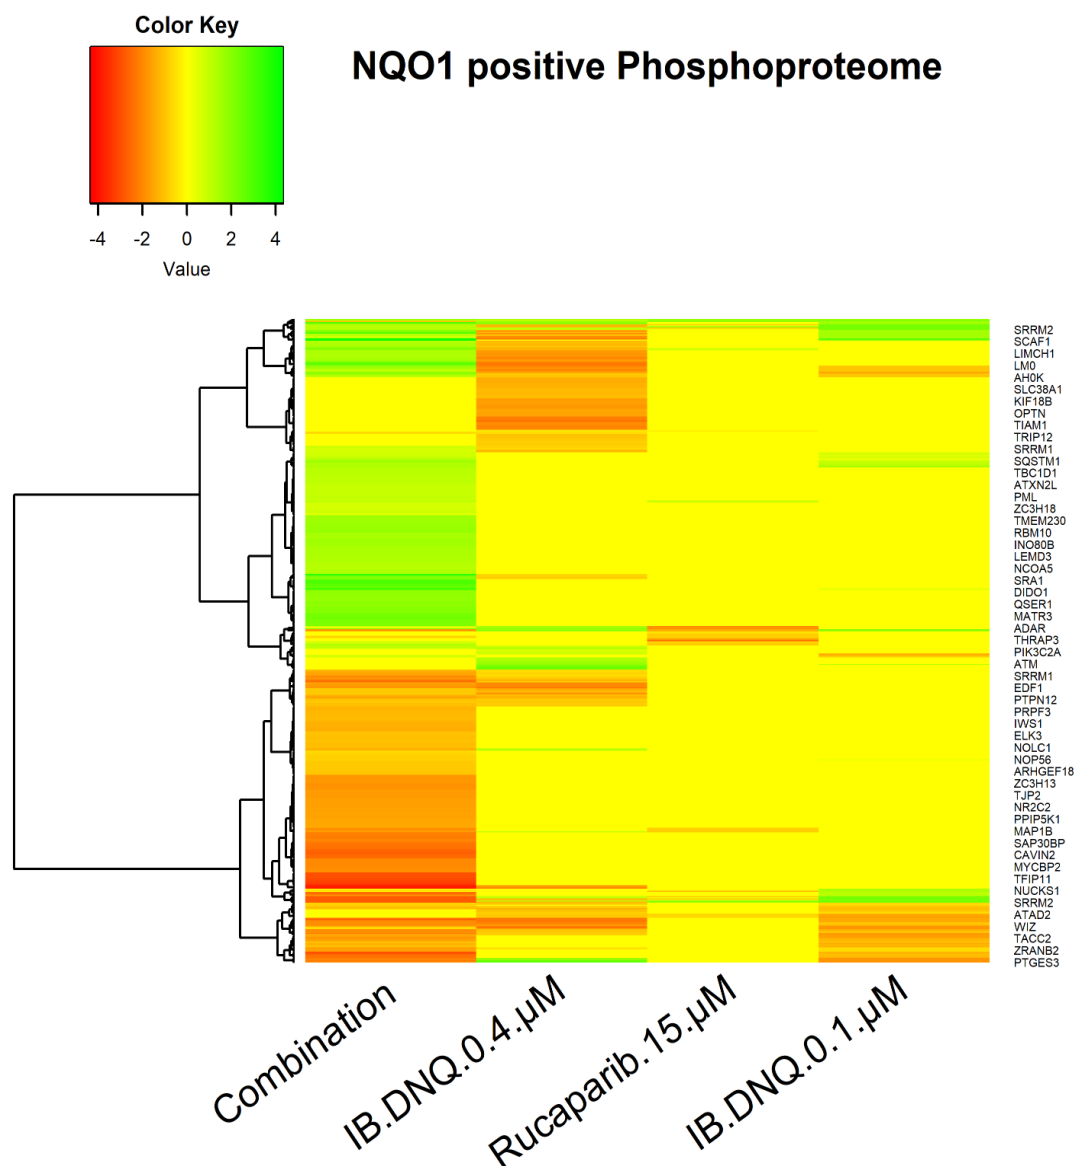 Color Key
NQO1 positive Phosphoproteome
-4 -2 0 2 4
Value
SRRM2
SCAF1
LIMCH1
LM0
AH0K
SLC38A1
KIF18B
OPTN
TIAM1
TRIP12
SRRM1
SQSTM1
TBC1D1
ATXN2L
PML
ZC3H18
TMEM230
RBM10
INO80B
LEMD3
NCOA5
SRA1
DIDO1
QSER1
MATR3
ADAR
THRAP3
PIK3C2A
ATM
SRRM1
EDF1
PTPN12
PRPF3
IWS1
ELK3
NOLC1
NOP56
ARHGEF18
ZC3H13
TJP2
NR2C2
PPIP5K1
MAP1B
SAP30BP
CAVIN2
MYCBP2
TFIP11
NUCKS1
SRRM2
ATAD2
WIZ
TACC2
ZRANB2
PTGES3
Combination
IB.DNQ.0.4.µM
Rucaparib.15.µM
IB.DNQ.0.1.µM